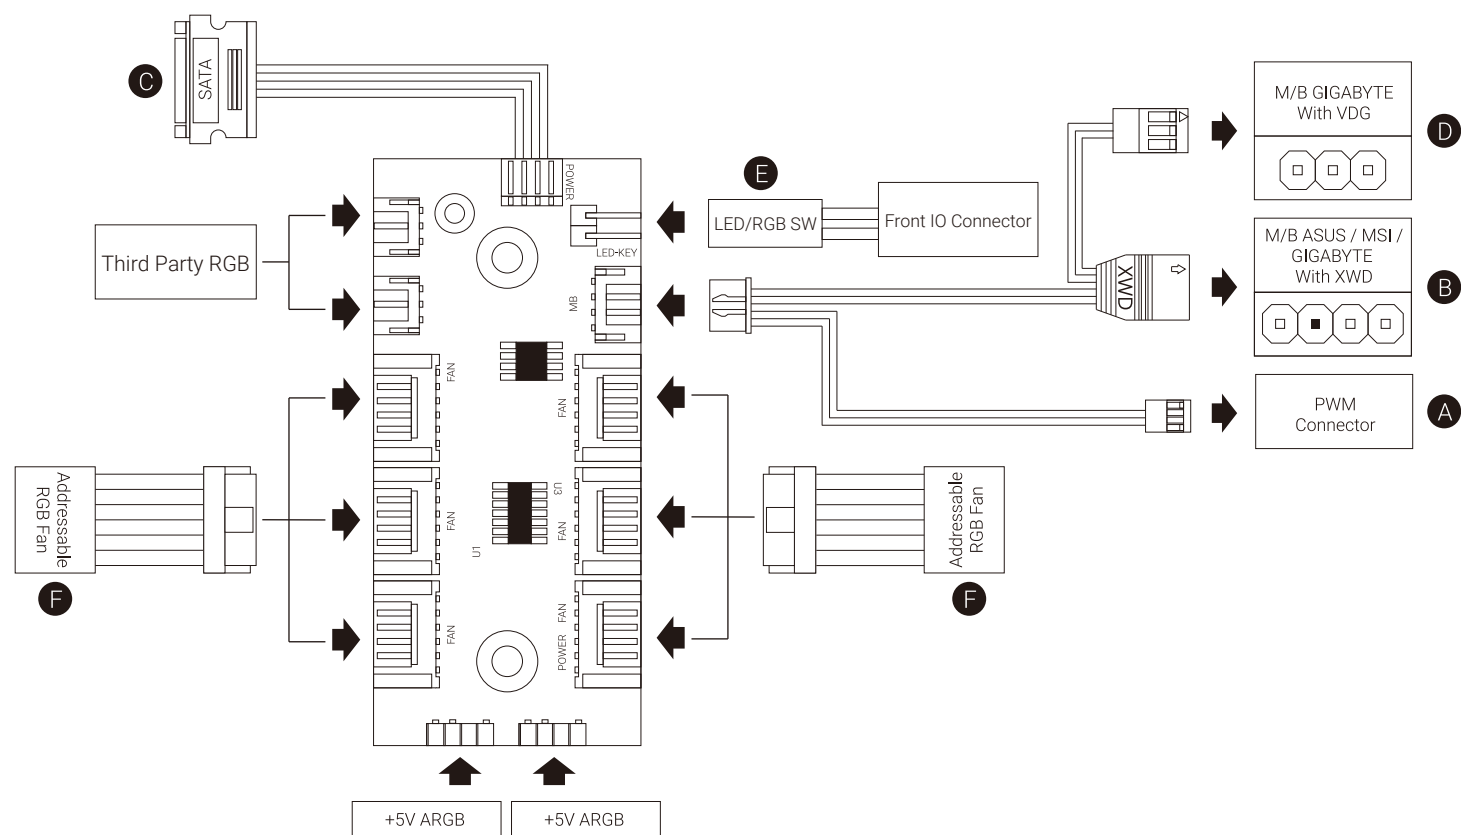 C
SATA
M/B GIGABYTE
With VDG
D
POWER
E
LED/RGB SW
Front IO Connector
LED-KEY
Third Party RGB
M/B ASUS / MSI /
GIGABYTE
With XWD
B
XWD
MB
FAN
FAN
PWM
Connector
A
Addressable
RGB Fan
F
FAN
U3
FAN
U1
Addressable
RGB Fan
F
FAN
FAN
POWER
+5V ARGB
+5V ARGB